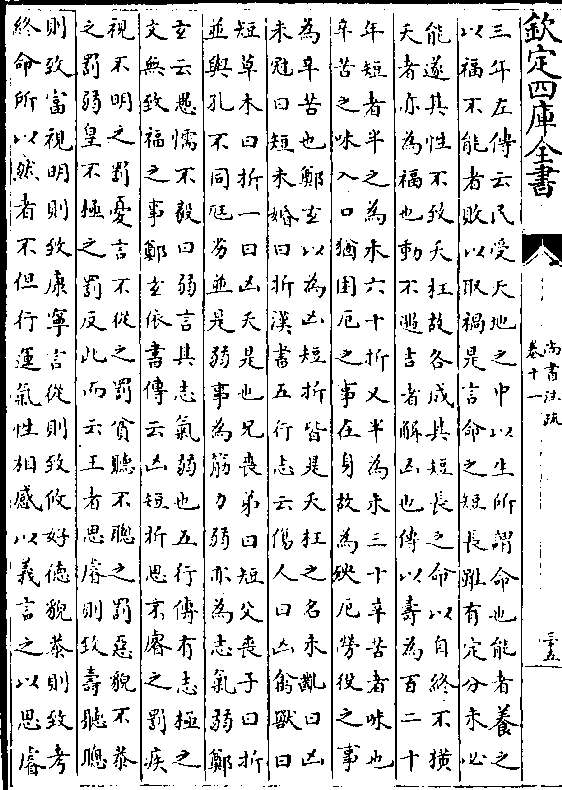 欽定四庫全書
尚書注疏
卷十一
三五
三年左傳云民受天地之中以生所謂命也能者養之
以福不能者敗以取禍是言命之短長雖有定分未必
能遂其性不致夭枉故各成其短長之命以自終不橫
夭者亦為福也動不遇吉者解凶也傳以壽為百二十
年短者半之為未六十折又半為未三十辛苦者味也
辛苦之味入口猶困厄之事在身故為殃厄勞役之事
為辛苦也鄭玄以為凶短折皆是夭枉之名未齓曰凶
未冠曰短未婚曰折漢書五行志云傷人曰凶禽獸曰
短草木曰折一曰凶夭是也兄喪弟曰短父喪子曰折
並與孔不同尫劣並是弱事為筋力弱亦為志氣弱鄭
玄云愚懦不毅曰弱言其志氣弱也五行傳有志極之
文無致福之事鄭玄依書傳云凶短折思不睿之罰疾
視不明之罰憂言不從之罰貧聽不聰之罰惡貌不恭
之罰弱皇不極之罰反此而云王者思睿則致壽聽聰
則致富視明則致康寧言從則致攸好德貌恭則致考
終命所以然者不但行運氣性相感以義言之以思睿